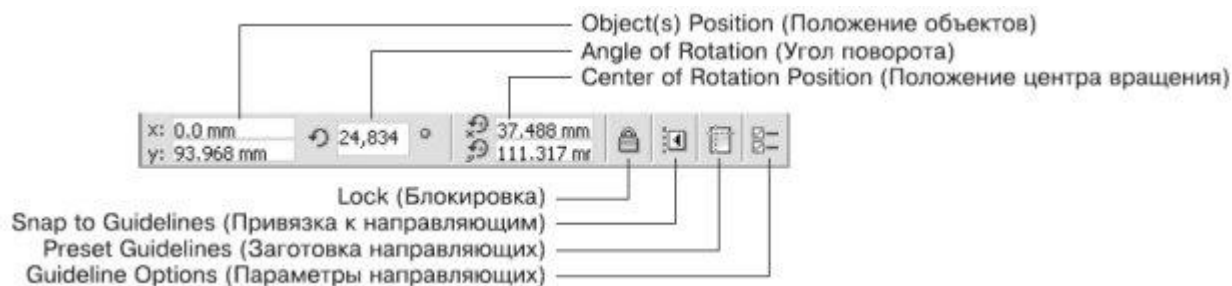 Object(s) Position (Положение объектов)
Angle of Rotation (Угол поворота)
Center of Rotation Position (Положение центра вращения)
x: 0.0 mm
y: 93.968 mm
24,834 °
x 37.488 mm
y 111.317 mr
Lock (Блокировка)
Snap to Guidelines (Привязка к направляющим)
Preset Guidelines (Заготовка направляющих)
Guideline Options (Параметры направляющих)